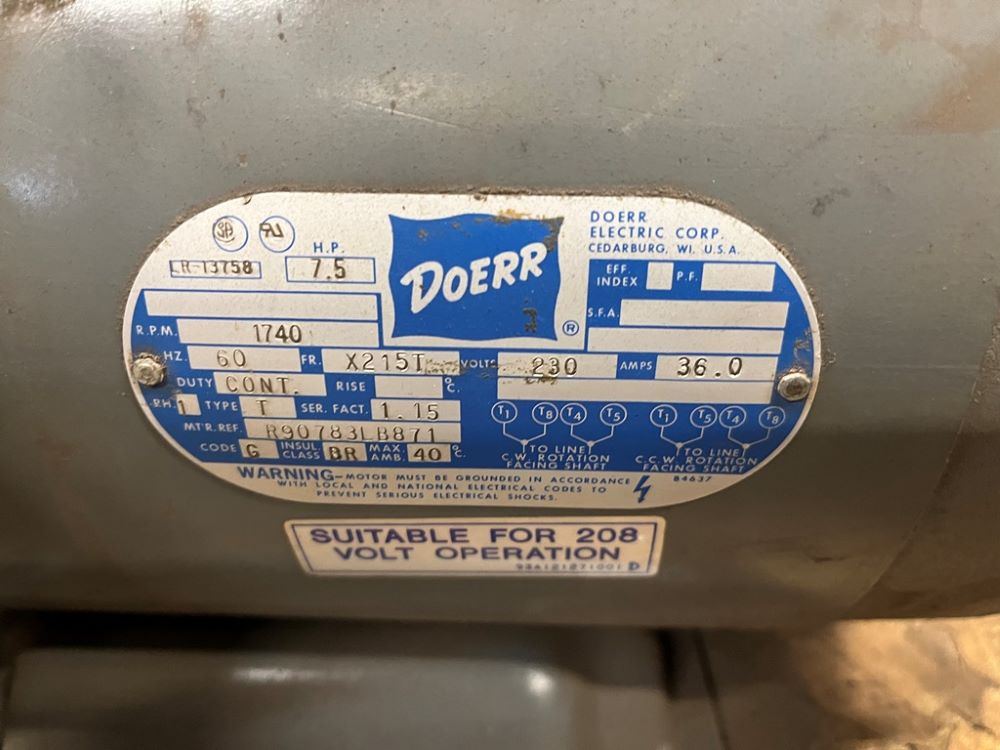 DOERR
ELECTRIC CORP.
CEDARBURG, WI. U.S.A.
LR-13758
H.P.
7.5
DOERR
®
EFF. INDEX P.F.
S.F.A.
R.P.M. 1740
HZ. 60 FR. X215T VOLTS 230 AMPS 36.0
DUTY CONT. RISE °C.
PH. 1 TYPE T SER. FACT. 1.15
MT'R. REF. R90783LB871
CODE G INSUL CLASS BR MAX. AMB. 40 °C.
T1 T8 T4 T5
TO LINE
C.W. ROTATION
FACING SHAFT
T1 T5 T4 T8
TO LINE
C.C.W. ROTATION
FACING SHAFT
84637
WARNING—MOTOR MUST BE GROUNDED IN ACCORDANCE
WITH LOCAL AND NATIONAL ELECTRICAL CODES TO
PREVENT SERIOUS ELECTRICAL SHOCKS.
SUITABLE FOR 208
VOLT OPERATION